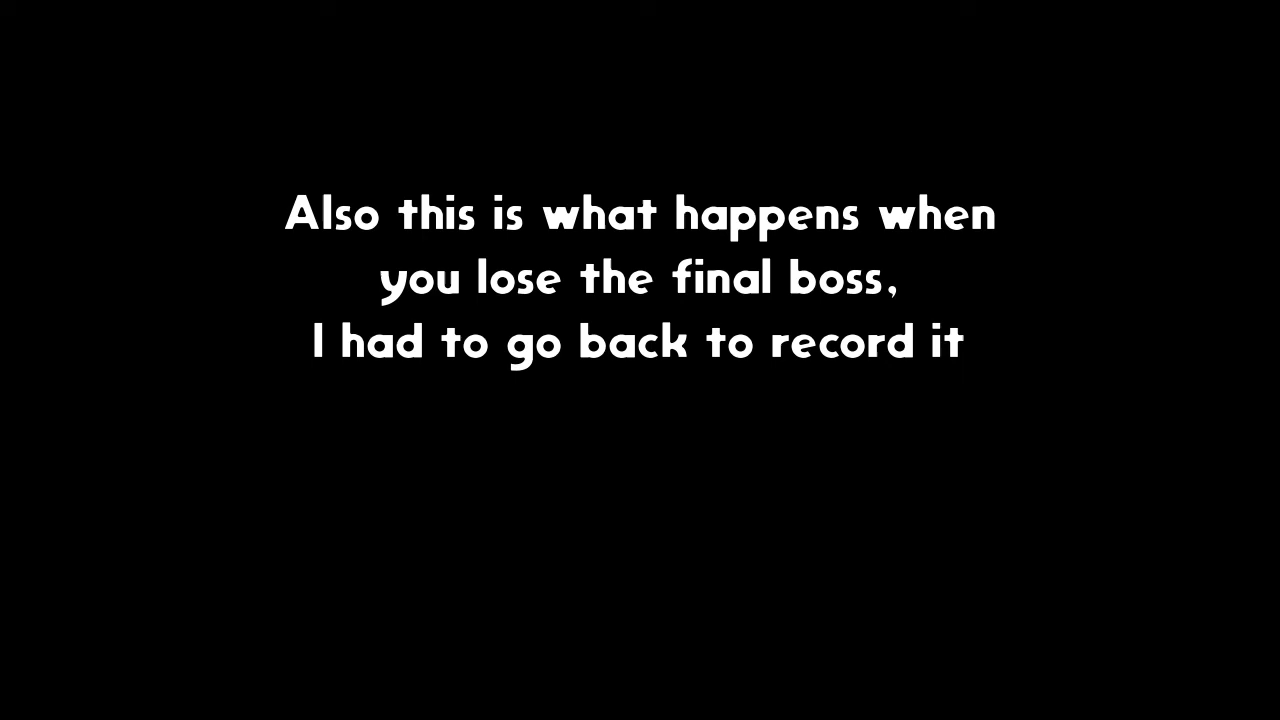 Also this is what happens when
you lose the final boss,
I had to go back to record it